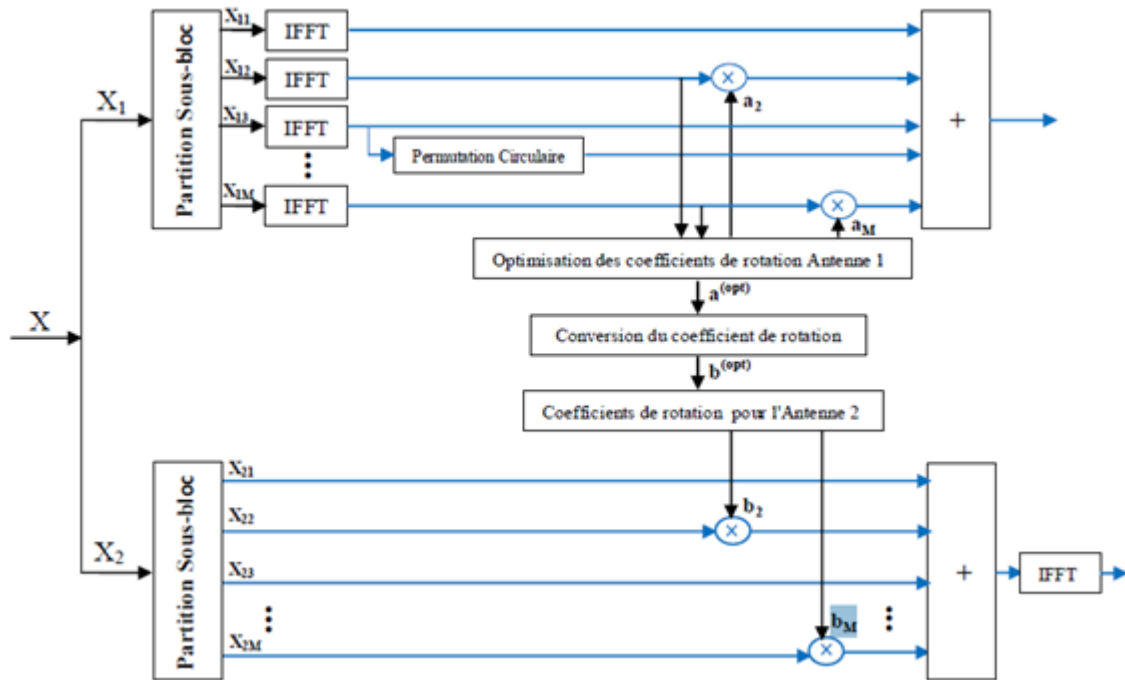 X₁₁
IFFT
X₁₂
IFFT
X₁
Partition Sous-bloc
X₁₃
IFFT
a₂
+
Permutation Circulaire
X₁M
IFFT
aM
Optimisation des coefficients de rotation Antenne 1
a(opt)
X
Conversion du coefficient de rotation
b(opt)
Coefficients de rotation pour l'Antenne 2
X₂₁
X₂₂
b₂
X₂
Partition Sous-bloc
X₂₃
+
IFFT
bM
X₂M